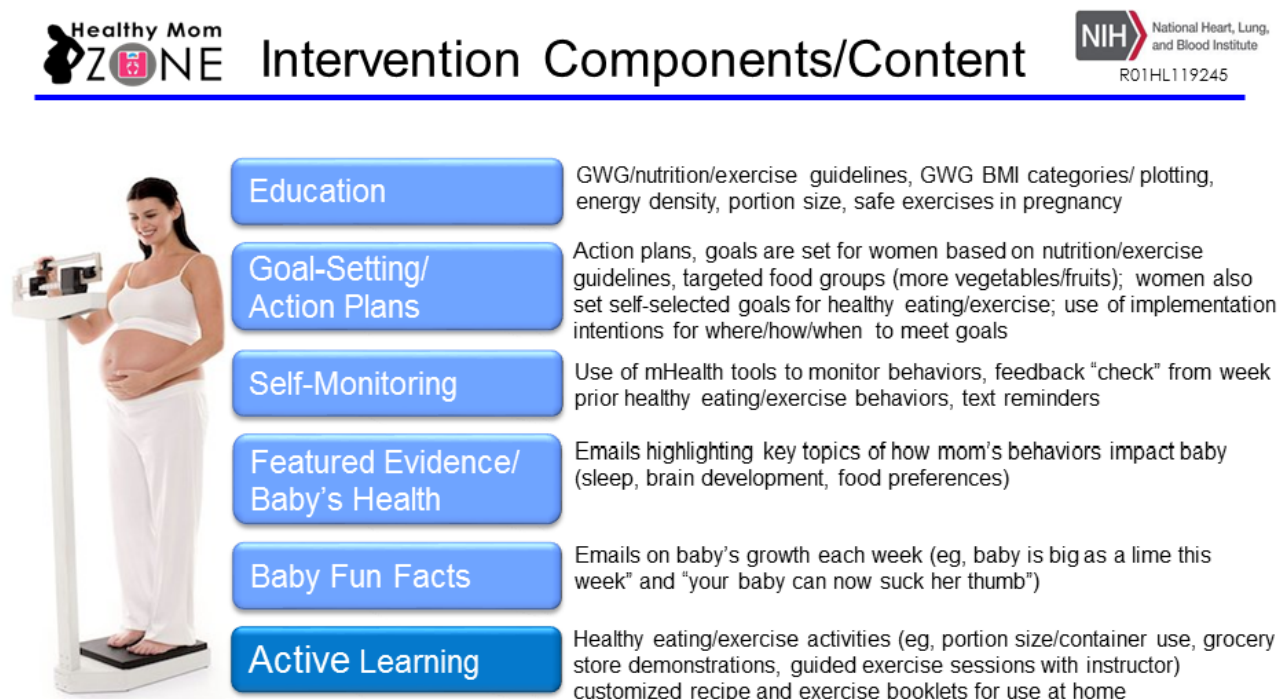 Healthy Mom
ZONE
Intervention Components/Content
NIH
National Heart, Lung,
and Blood Institute
R01HL119245
Education
GWG/nutrition/exercise guidelines, GWG BMI categories/ plotting,
energy density, portion size, safe exercises in pregnancy
Goal-Setting/
Action Plans
Action plans, goals are set for women based on nutrition/exercise
guidelines, targeted food groups (more vegetables/fruits); women also
set self-selected goals for healthy eating/exercise; use of implementation
intentions for where/how/when to meet goals
Self-Monitoring
Use of mHealth tools to monitor behaviors, feedback “check” from week
prior healthy eating/exercise behaviors, text reminders
Featured Evidence/
Baby’s Health
Emails highlighting key topics of how mom’s behaviors impact baby
(sleep, brain development, food preferences)
Baby Fun Facts
Emails on baby’s growth each week (eg, baby is big as a lime this
week” and “your baby can now suck her thumb”)
Active Learning
Healthy eating/exercise activities (eg, portion size/container use, grocery
store demonstrations, guided exercise sessions with instructor)
customized recipe and exercise booklets for use at home